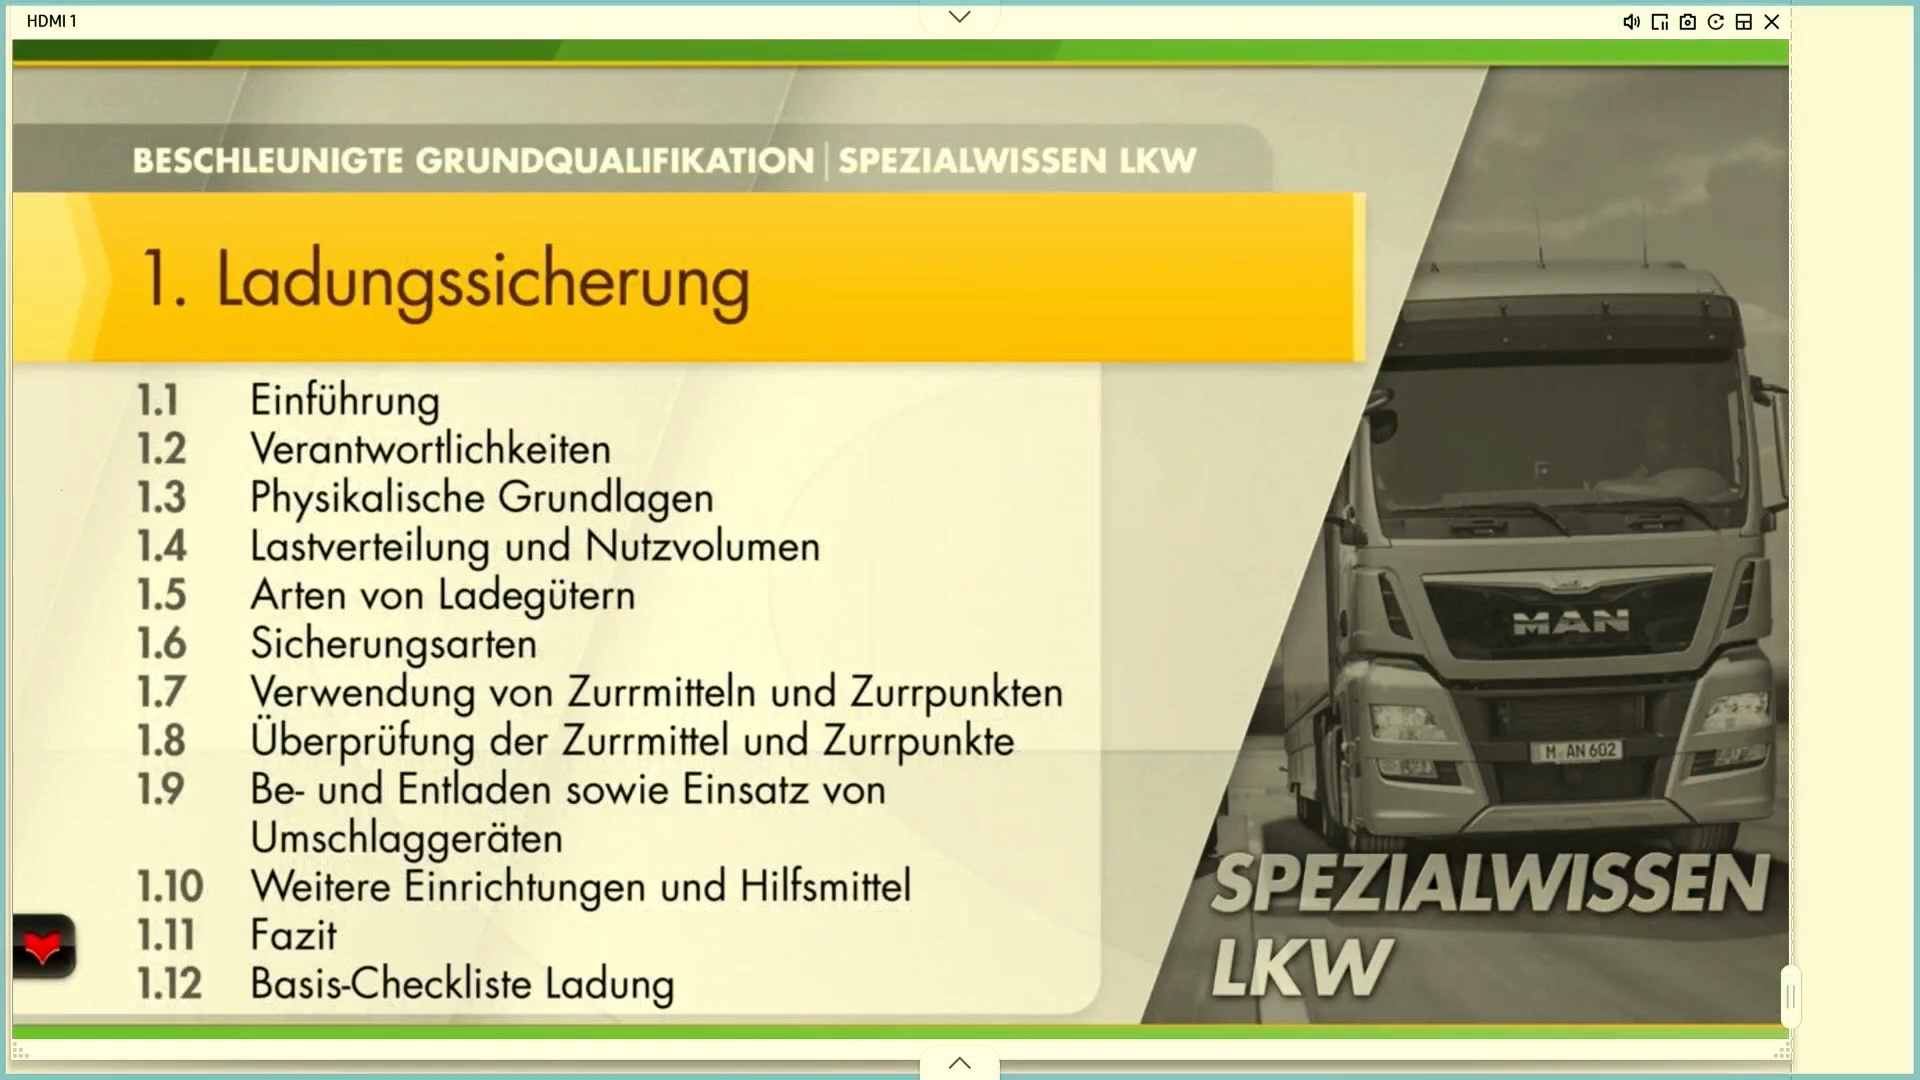 HDMI 1
BESCHLEUNIGTE GRUNDQUALIFIKATION | SPEZIALWISSEN LKW
1. Ladungssicherung
1.1 Einführung
1.2 Verantwortlichkeiten
1.3 Physikalische Grundlagen
1.4 Lastverteilung und Nutzvolumen
1.5 Arten von Ladegütern
1.6 Sicherungsarten
1.7 Verwendung von Zurrmitteln und Zurrpunkten
1.8 Überprüfung der Zurrmittel und Zurrpunkte
1.9 Be- und Entladen sowie Einsatz von
Umschlaggeräten
1.10 Weitere Einrichtungen und Hilfsmittel
1.11 Fazit
1.12 Basis-Checkliste Ladung
MAN
M AN 602
SPEZIALWISSEN
LKW